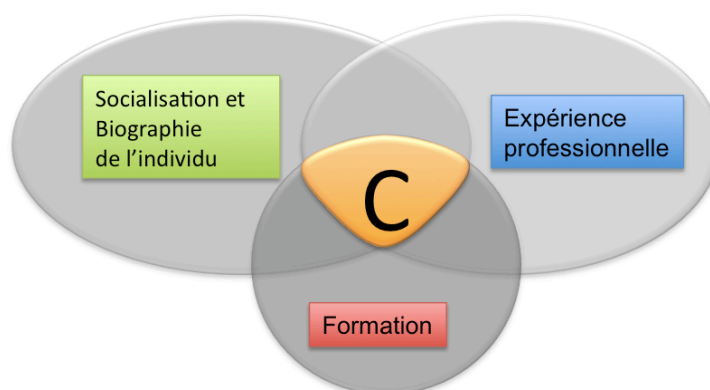 Socialisation et
Biographie
de l'individu
Expérience
professionnelle
C
Formation